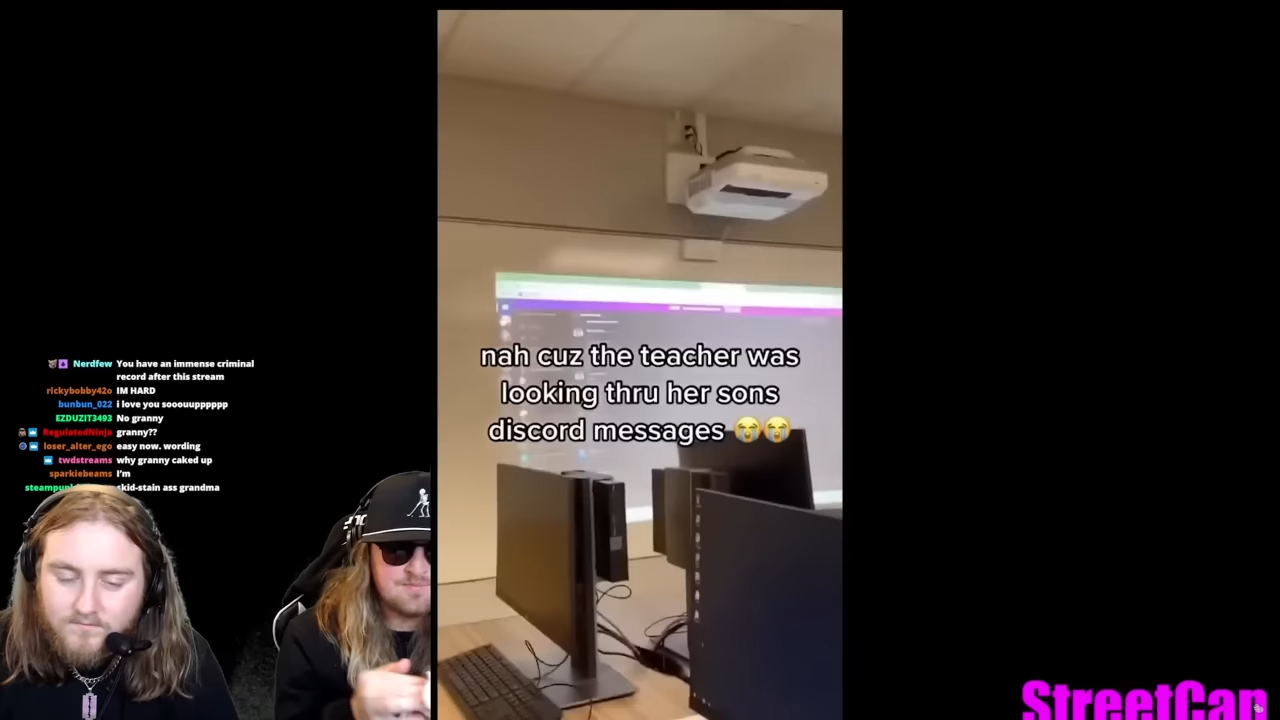 Nerdfew You have an immense criminal
record after this stream
rickybobby42o IM HARD
bunbun_022 i love you sooouupppppp
EZDUZIT3493 No granny
RegulatedNinja granny??
loser_alter_ego easy now. wording
twdstreams why granny caked up
sparkiebeams I'm
steampun skid-stain ass grandma
nah cuz the teacher was
looking thru her sons
discord messages 😭😭
StreetCap